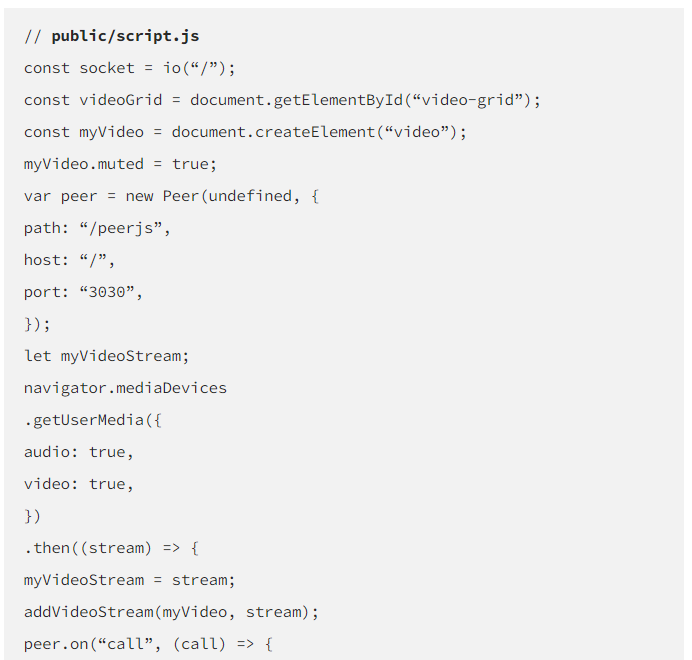 // public/script.js
const socket = io(“/”);
const videoGrid = document.getElementById(“video-grid”);
const myVideo = document.createElement(“video”);
myVideo.muted = true;
var peer = new Peer(undefined, {
path: “/peerjs”,
host: “/”,
port: “3030”,
});
let myVideoStream;
navigator.mediaDevices
.getUserMedia({
audio: true,
video: true,
})
.then((stream) => {
myVideoStream = stream;
addVideoStream(myVideo, stream);
peer.on(“call”, (call) => {